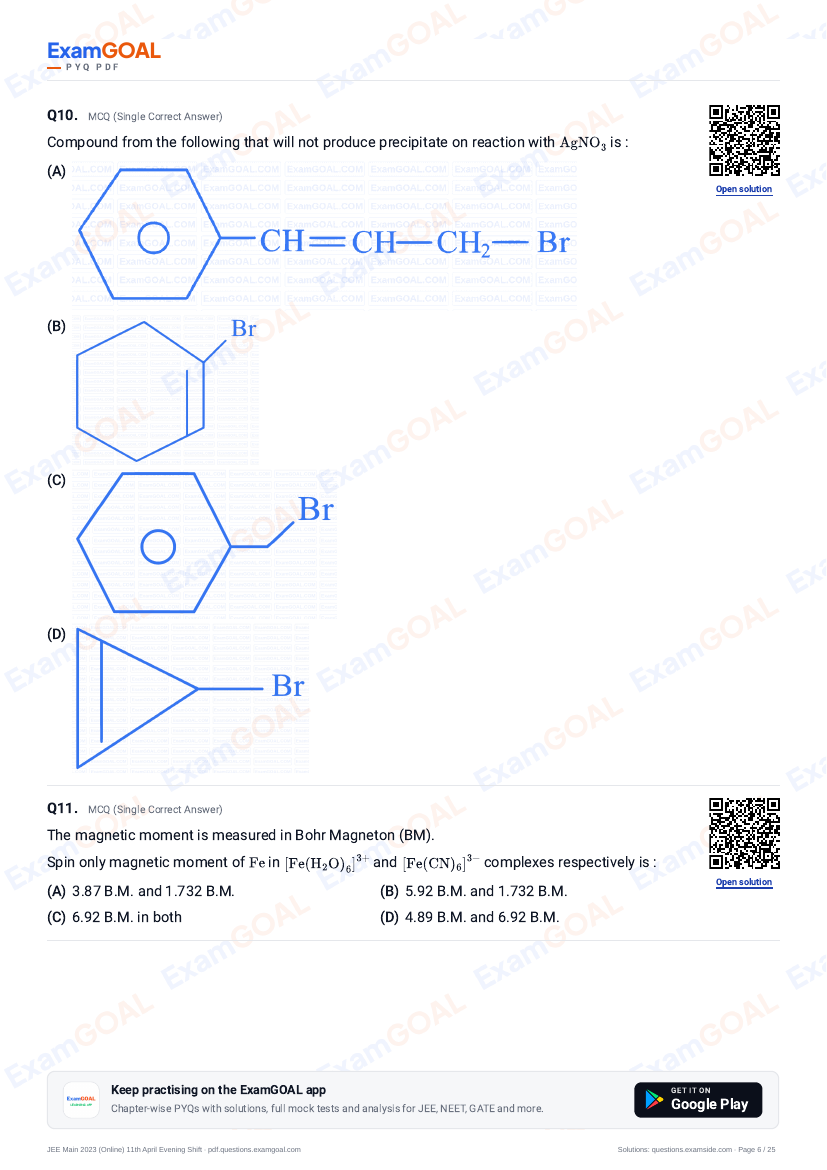 ExamGOAL
PYQ PDF
Q10. MCQ (Single Correct Answer)
Compound from the following that will not produce precipitate on reaction with AgNO₃ is :
Open solution
(A)
CH=CH—CH₂—Br
(B)
Br
(C)
Br
(D)
Br
Q11. MCQ (Single Correct Answer)
The magnetic moment is measured in Bohr Magneton (BM).
Spin only magnetic moment of Fe in [Fe(H₂O)₆]³⁺ and [Fe(CN)₆]³⁻ complexes respectively is :
Open solution
(A) 3.87 B.M. and 1.732 B.M.
(B) 5.92 B.M. and 1.732 B.M.
(C) 6.92 B.M. in both
(D) 4.89 B.M. and 6.92 B.M.
ExamGOAL
Keep practising on the ExamGOAL app
Chapter-wise PYQs with solutions, full mock tests and analysis for JEE, NEET, GATE and more.
GET IT ON
Google Play
JEE Main 2023 (Online) 11th April Evening Shift · pdf.questions.examgoal.com
Solutions: questions.examside.com · Page 6 / 25